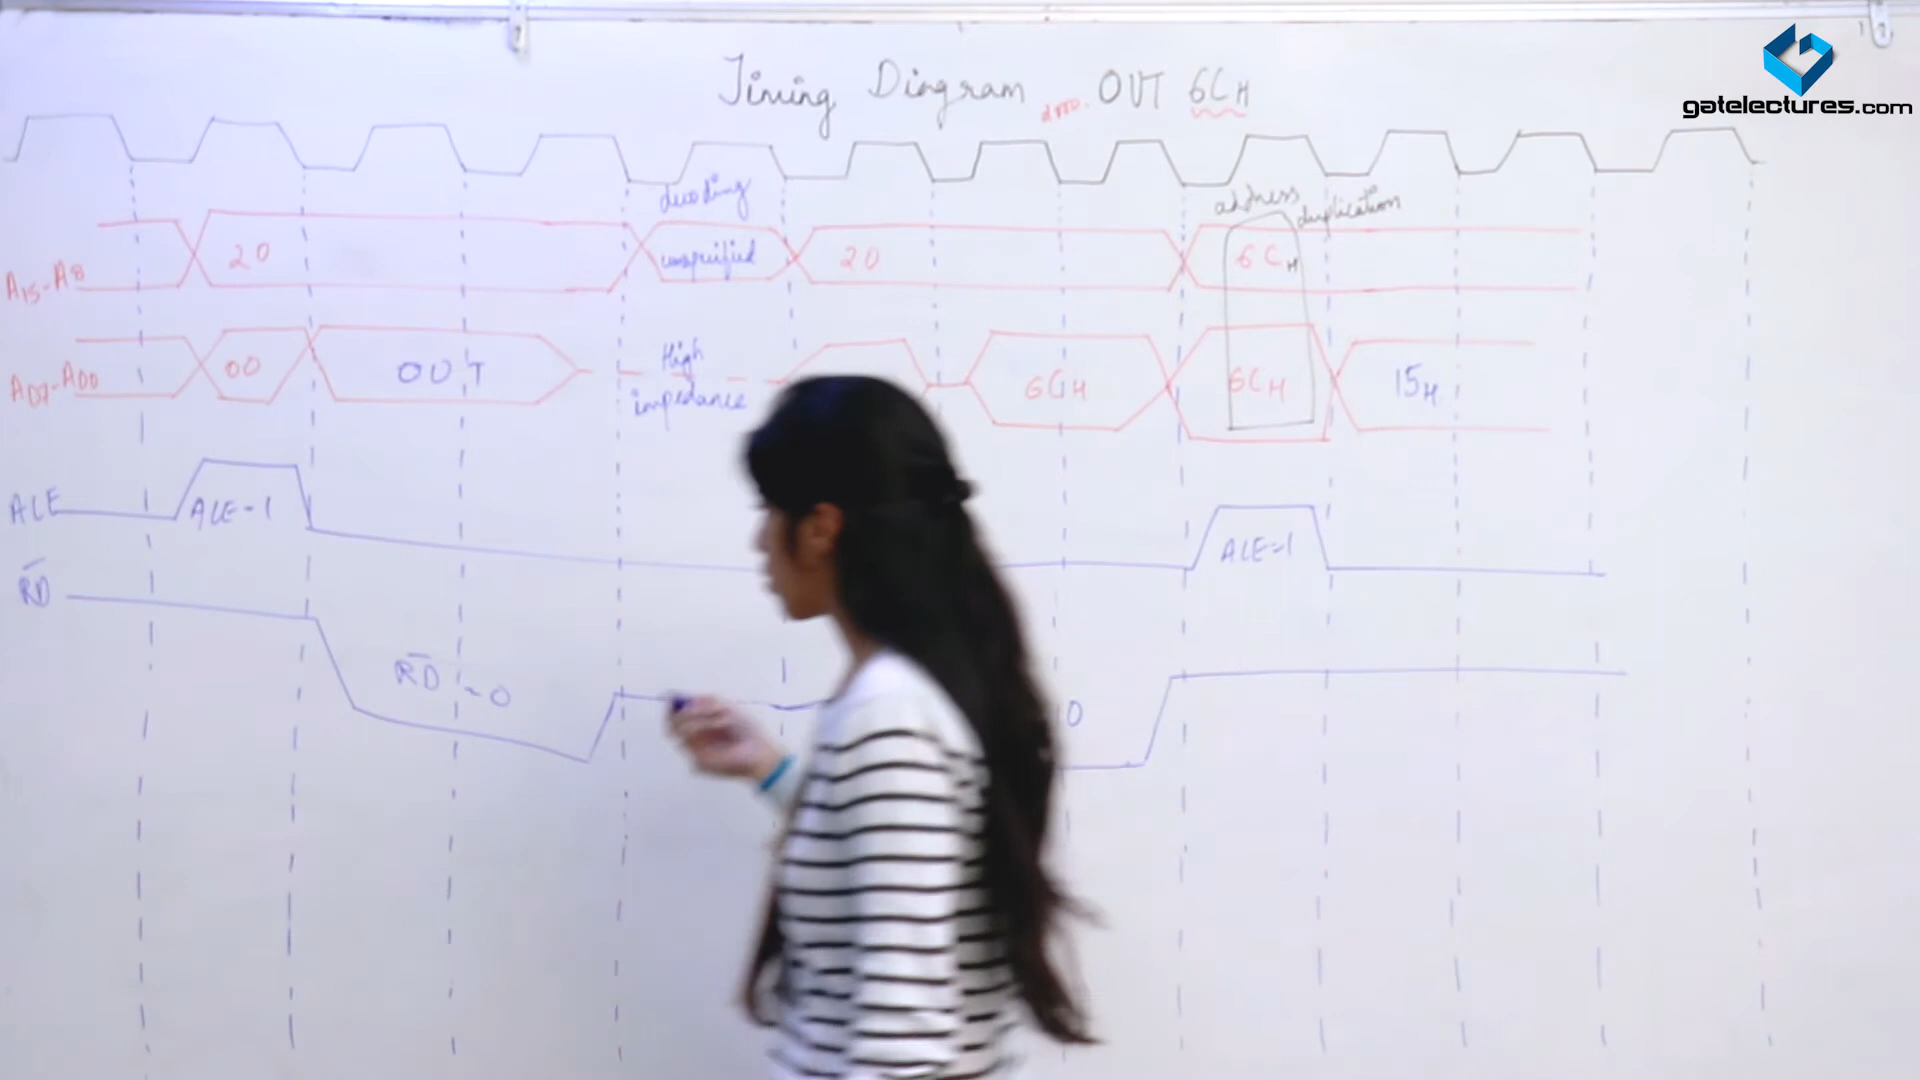 Timing Diagram OUT 6CH
2000.
gatelectures.com
decoding
address
duplication
A15-A8
20
unspecified
20
6CH
AD7-AD0
00
OUT
High
impedance
6CH
6CH
15H
ALE
ALE-1
ALE=1
RD
RD - 0
0